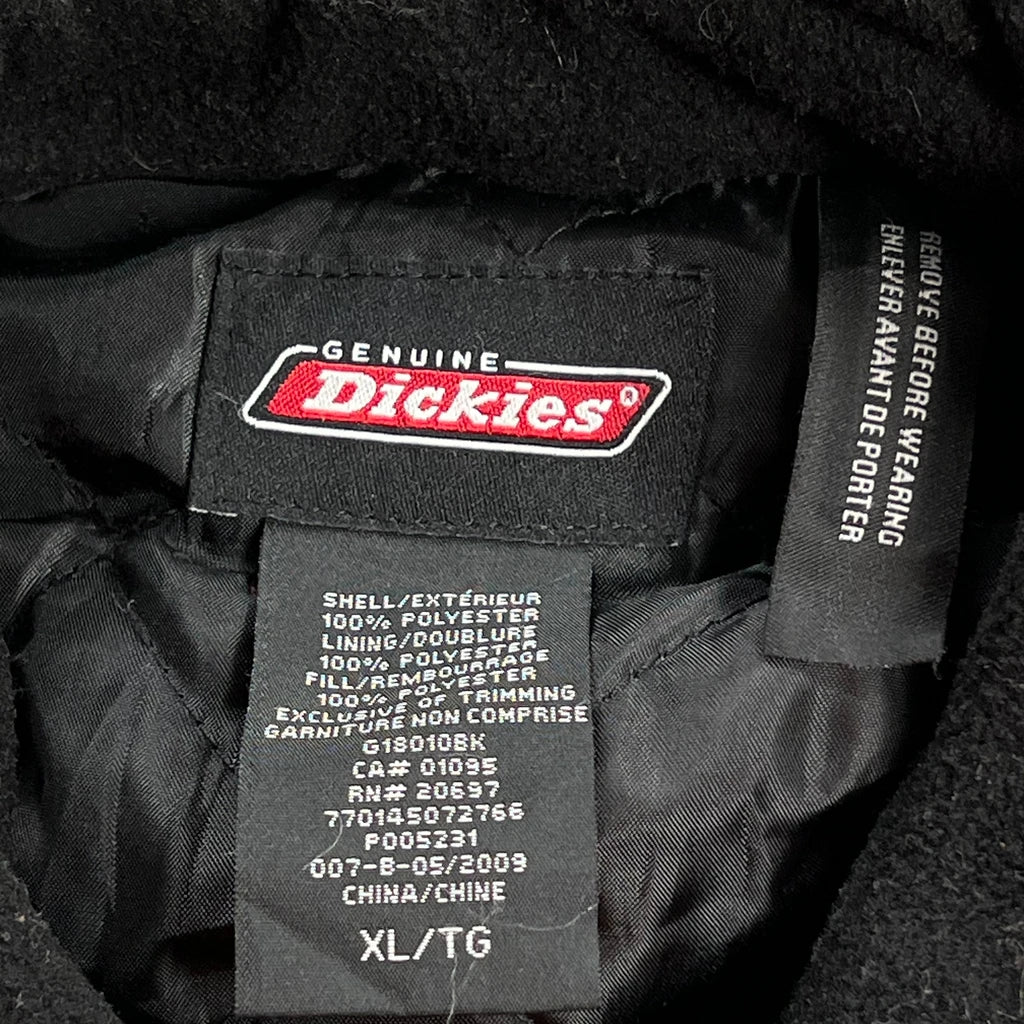 GENUINE
Dickies®
SHELL/EXTÉRIEUR
100% POLYESTER
LINING/DOUBLURE
100% POLYESTER
FILL/REMBOURRAGE
100% POLYESTER
EXCLUSIVE OF TRIMMING
GARNITURE NON COMPRISE
G18010BK
CA# 01095
RN# 20697
770145072766
P005231
007-B-05/2009
CHINA/CHINE
XL/TG
REMOVE BEFORE WEARING
ENLEVER AVANT DE PORTER